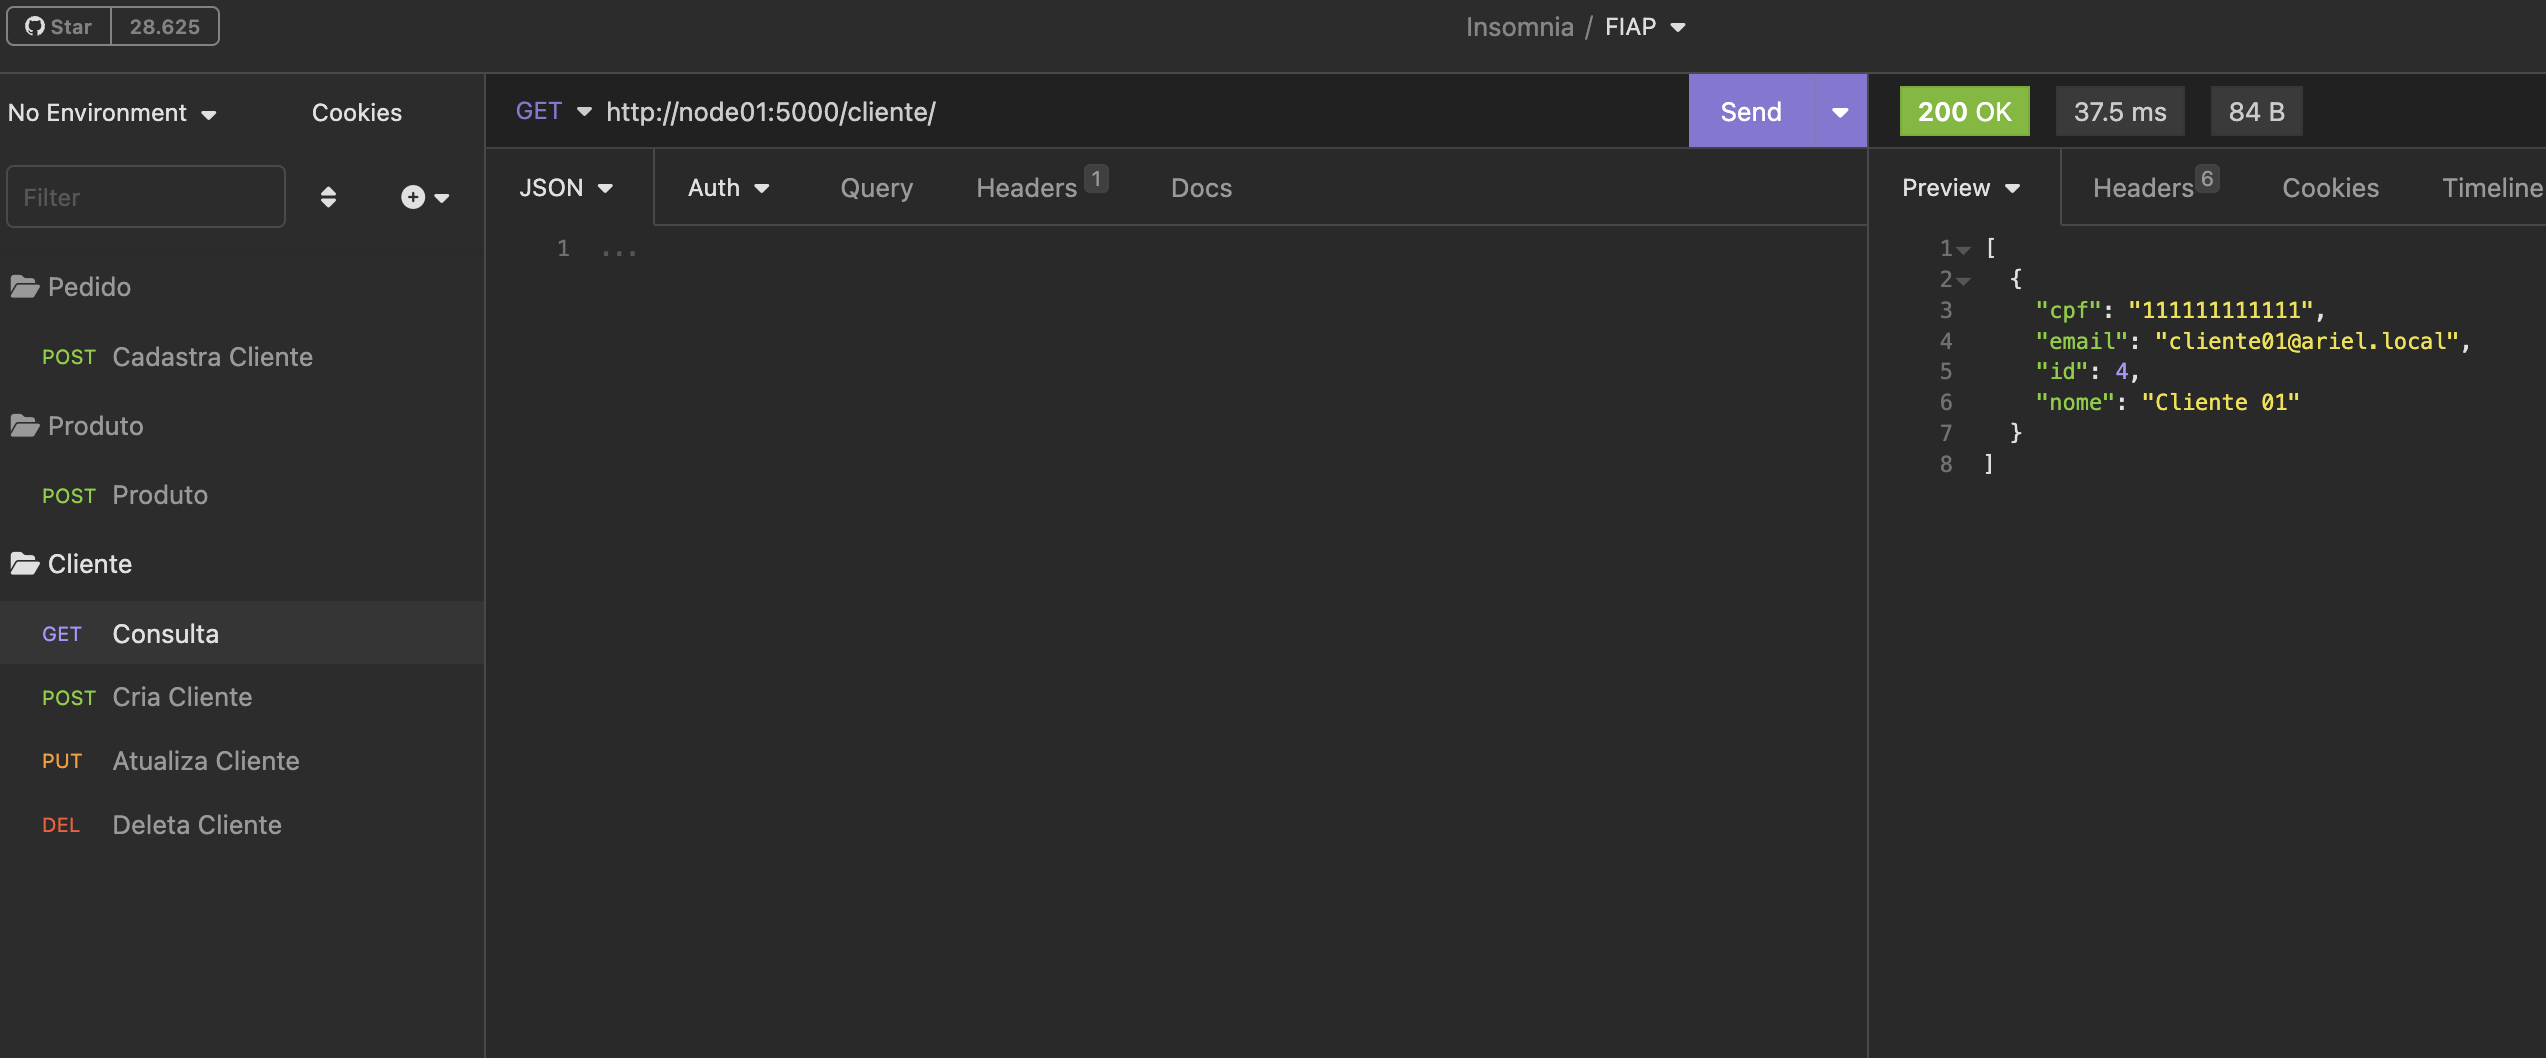 Star 28.625
Insomnia / FIAP
No Environment Cookies
Filter
Pedido
POST Cadastra Cliente
Produto
POST Produto
Cliente
GET Consulta
POST Cria Cliente
PUT Atualiza Cliente
DEL Deleta Cliente
GET http://node01:5000/cliente/ Send
JSON Auth Query Headers 1 Docs
1 ...
200 OK 37.5 ms 84 B
Preview Headers 6 Cookies Timeline
1 [
2 {
3 "cpf": "111111111111",
4 "email": "cliente01@ariel.local",
5 "id": 4,
6 "nome": "Cliente 01"
7 }
8 ]